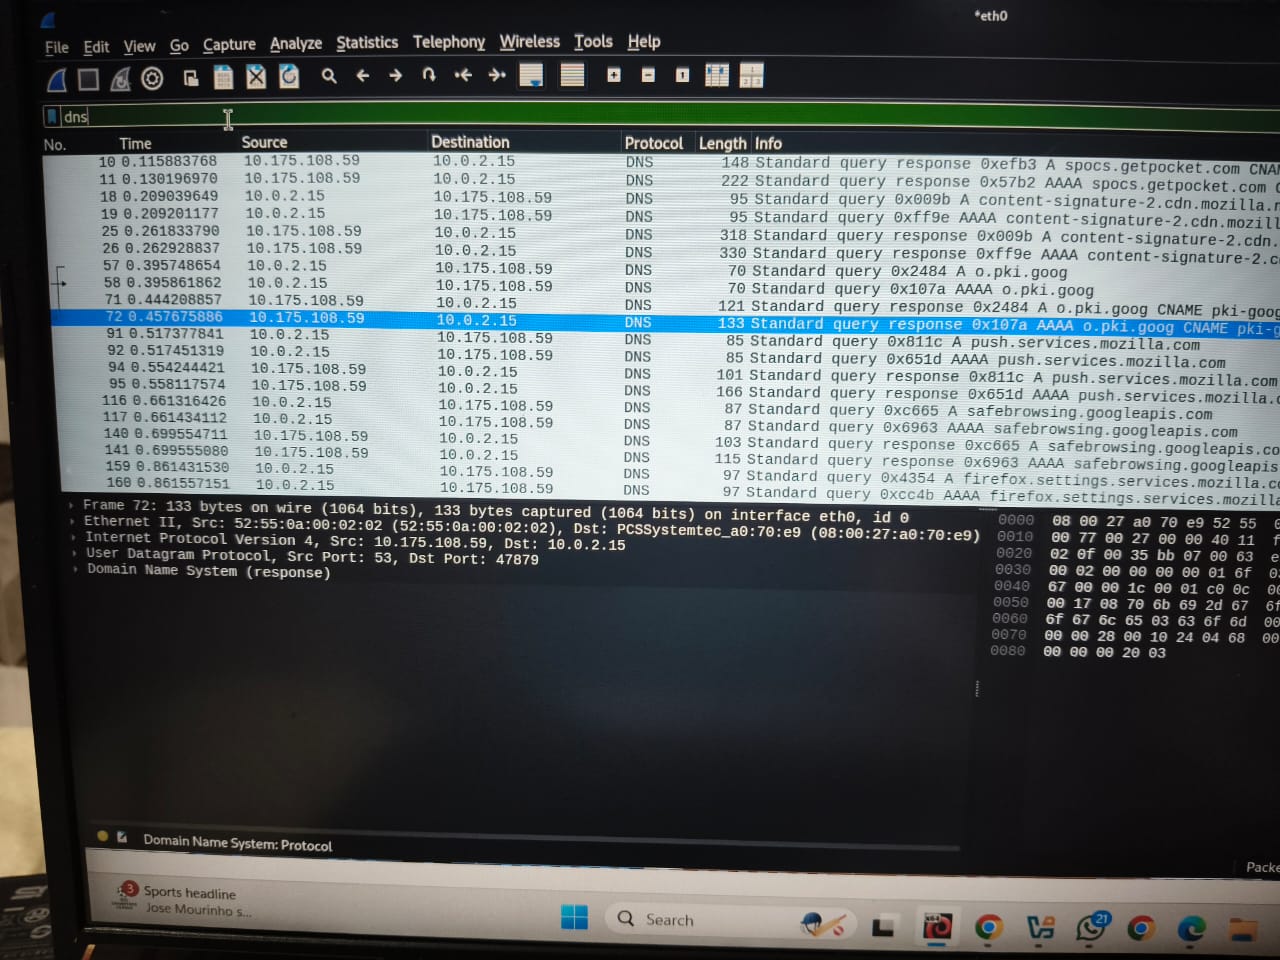 *eth0
File Edit View Go Capture Analyze Statistics Telephony Wireless Tools Help
dns
No. Time Source Destination Protocol Length Info
10 0.115883768 10.175.108.59 10.0.2.15 DNS 148 Standard query response 0xefb3 A spocs.getpocket.com CNAM
11 0.130196970 10.175.108.59 10.0.2.15 DNS 222 Standard query response 0x57b2 AAAA spocs.getpocket.com C
18 0.209039649 10.0.2.15 10.175.108.59 DNS 95 Standard query 0x009b A content-signature-2.cdn.mozilla.n
19 0.209201177 10.0.2.15 10.175.108.59 DNS 95 Standard query 0xff9e AAAA content-signature-2.cdn.mozill
25 0.261833790 10.175.108.59 10.0.2.15 DNS 318 Standard query response 0x009b A content-signature-2.cdn.
26 0.262928837 10.175.108.59 10.0.2.15 DNS 330 Standard query response 0xff9e AAAA content-signature-2.c
57 0.395748654 10.0.2.15 10.175.108.59 DNS 70 Standard query 0x2484 A o.pki.goog
58 0.395861862 10.0.2.15 10.175.108.59 DNS 70 Standard query 0x107a AAAA o.pki.goog
71 0.444208857 10.175.108.59 10.0.2.15 DNS 121 Standard query response 0x2484 A o.pki.goog CNAME pki-goog
72 0.457675886 10.175.108.59 10.0.2.15 DNS 133 Standard query response 0x107a AAAA o.pki.goog CNAME pki-g
91 0.517377841 10.0.2.15 10.175.108.59 DNS 85 Standard query 0x811c A push.services.mozilla.com
92 0.517451319 10.0.2.15 10.175.108.59 DNS 85 Standard query 0x651d AAAA push.services.mozilla.com
94 0.554244421 10.175.108.59 10.0.2.15 DNS 101 Standard query response 0x811c A push.services.mozilla.com
95 0.558117574 10.175.108.59 10.0.2.15 DNS 166 Standard query response 0x651d AAAA push.services.mozilla.
116 0.661316426 10.0.2.15 10.175.108.59 DNS 87 Standard query 0xc665 A safebrowsing.googleapis.com
117 0.661434112 10.0.2.15 10.175.108.59 DNS 87 Standard query 0x6963 AAAA safebrowsing.googleapis.com
140 0.699554711 10.175.108.59 10.0.2.15 DNS 103 Standard query response 0xc665 A safebrowsing.googleapis.co
141 0.699555080 10.175.108.59 10.0.2.15 DNS 115 Standard query response 0x6963 AAAA safebrowsing.googleapis
159 0.861431530 10.0.2.15 10.175.108.59 DNS 97 Standard query 0x4354 A firefox.settings.services.mozilla.
160 0.861557151 10.0.2.15 10.175.108.59 DNS 97 Standard query 0xcc4b AAAA firefox.settings.services.mozilla
Frame 72: 133 bytes on wire (1064 bits), 133 bytes captured (1064 bits) on interface eth0, id 0
Ethernet II, Src: 52:55:0a:00:02:02 (52:55:0a:00:02:02), Dst: PCSSystemtec_a0:70:e9 (08:00:27:a0:70:e9)
Internet Protocol Version 4, Src: 10.175.108.59, Dst: 10.0.2.15
User Datagram Protocol, Src Port: 53, Dst Port: 47879
Domain Name System (response)
0000 08 00 27 a0 70 e9 52 55 0
0010 00 77 00 27 00 00 40 11 f
0020 02 0f 00 35 bb 07 00 63 e
0030 00 02 00 00 00 00 01 6f 0
0040 67 00 00 1c 00 01 c0 0c 00
0050 00 17 08 70 6b 69 2d 67 6f
0060 6f 67 6c 65 03 63 6f 6d 00
0070 00 00 28 00 10 24 04 68 00
0080 00 00 00 20 03
Domain Name System: Protocol
Packe
3 Sports headline
Jose Mourinho s...
Search
21